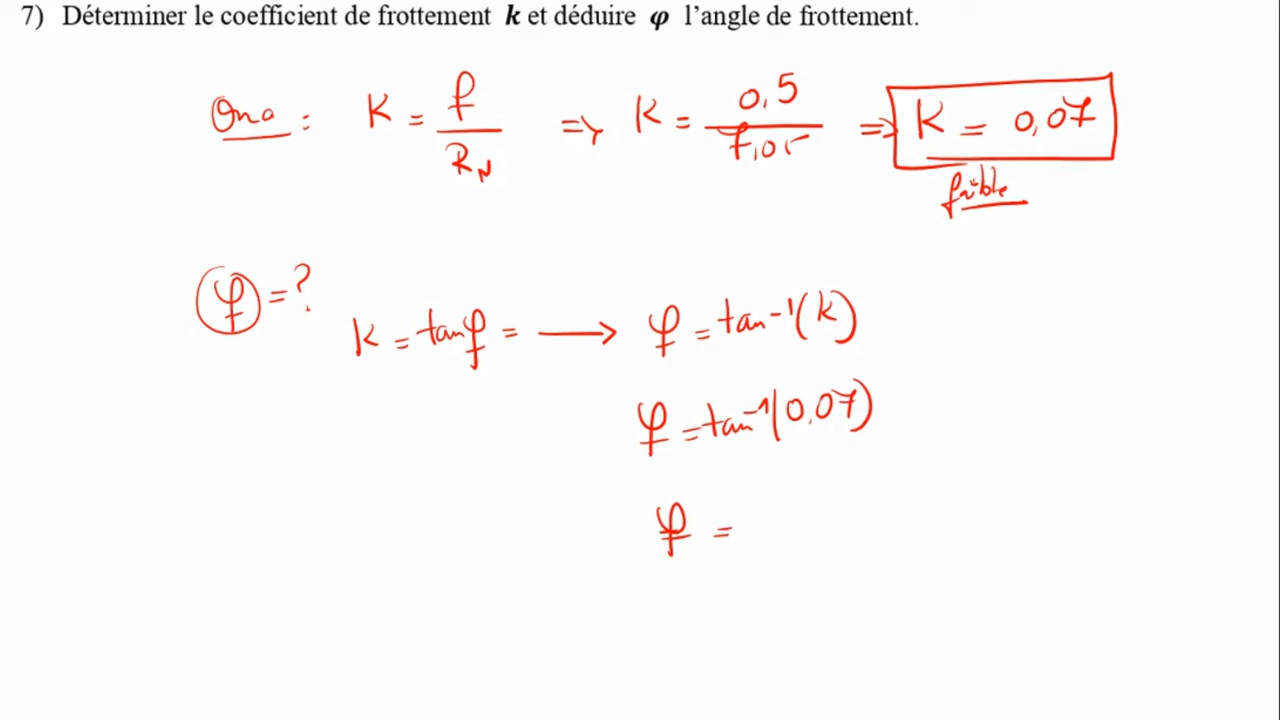 7) Déterminer le coefficient de frottement k et déduire φ l'angle de frottement.
On a : K = f / R_N => K = 0,5 / 7,05 => K = 0,07
faible
φ = ?
K = tan φ = → φ = tan-1(k)
φ = tan-1(0,07)
φ =